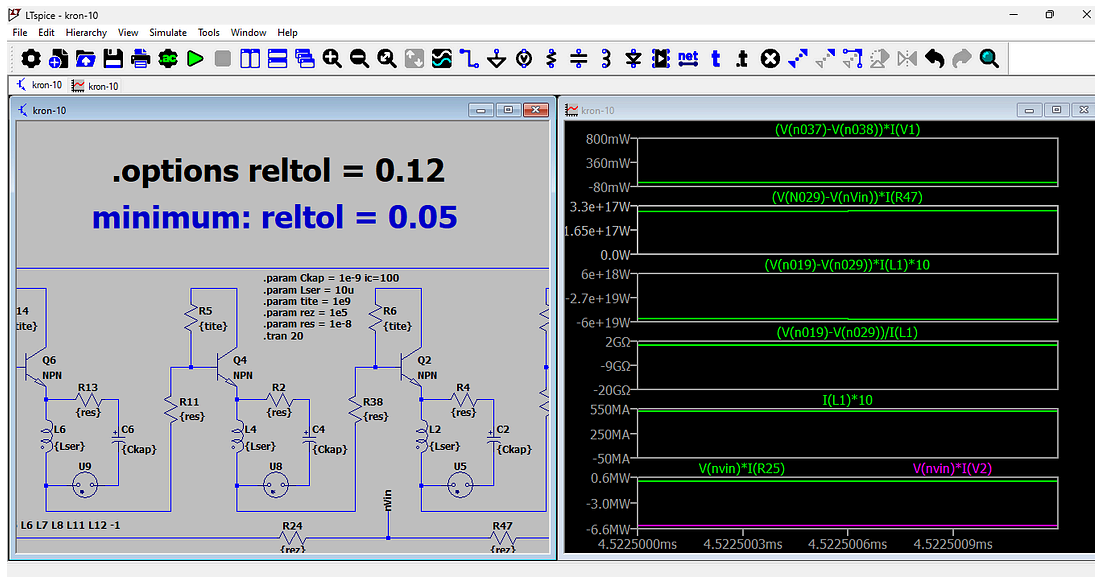 LTspice - kron-10
File Edit Hierarchy View Simulate Tools Window Help
.ac
net t .t
kron-10 kron-10
kron-10
.options reltol = 0.12
minimum: reltol = 0.05
.param Ckap = 1e-9 ic=100
.param Lser = 10u
.param tite = 1e9
.param rez = 1e5
.param res = 1e-8
.tran 20
14
tite}
R5
{tite}
R6
{tite}
Q6
NPN
Q4
NPN
Q2
NPN
R13
{res}
R11
{res}
R2
{res}
R38
{res}
R4
{res}
L6
{Lser}
C6
{Ckap}
L4
{Lser}
C4
{Ckap}
L2
{Lser}
C2
{Ckap}
U9
U8
U5
nVin
L6 L7 L8 L11 L12 -1
R24
{rez}
R47
{rez}
kron-10
(V(n037)-V(n038))*I(V1)
800mW
360mW
-80mW
(V(N029)-V(nVin))*I(R47)
3.3e+17W
1.65e+17W
0.0W
(V(n019)-V(n029))*I(L1)*10
6e+18W
-2.7e+19W
-6e+19W
(V(n019)-V(n029))/I(L1)
2GΩ
-9GΩ
-20GΩ
I(L1)*10
550MA
250MA
-50MA
V(nvin)*I(R25) V(nvin)*I(V2)
0.6MW
-3.0MW
-6.6MW
4.5225000ms 4.5225003ms 4.5225006ms 4.5225009ms